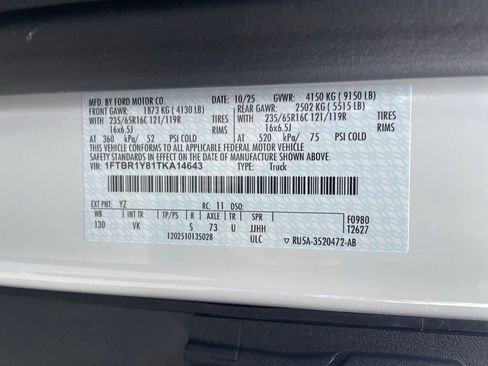 MFD. BY FORD MOTOR CO. 10/25 GVWR: 4150 KG ( 9150 LB)
FRONT GAWR: 1873 KG ( 4130 LB) REAR GAWR: 2502 KG ( 5515 LB)
WITH 235/65R16C 121/119R TIRES WITH 235/65R16C 121/119R TIRES
16x6.5J RIMS 16x6.5J RIMS
AT 360 kPa/ 52 PSI COLD AT 520 kPa/ 75 PSI COLD
THIS VEHICLE CONFORMS TO ALL APPLICABLE FEDERAL MOTOR VEHICLE
SAFETY STANDARDS IN EFFECT ON THE DATE OF MANUFACTURE SHOWN ABOVE.
VIN: 1FTBR1Y81TKA14643 TYPE: Truck
EXT PNT: YZ RC: 11 DSO:
WB INT TR TP/PS R AXLE TR SPR F0980
130 VK S 73 U JJHH T2627
1202510135028 ULC ▽ RU5A-3520472-AB